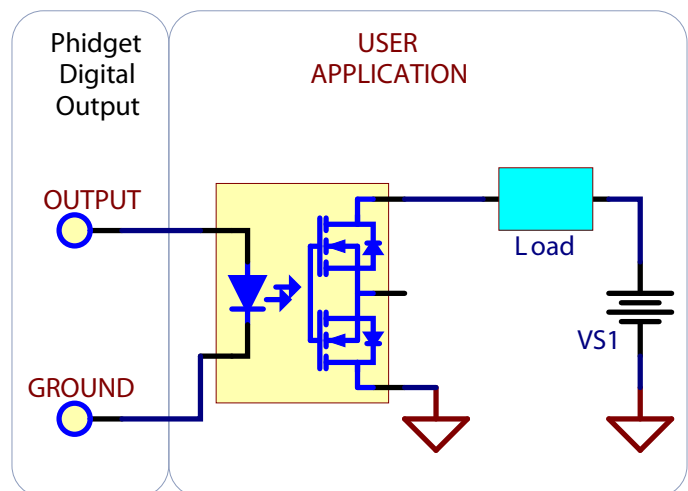 Phidget
Digital
Output
USER
APPLICATION
OUTPUT
Load
VS1
GROUND